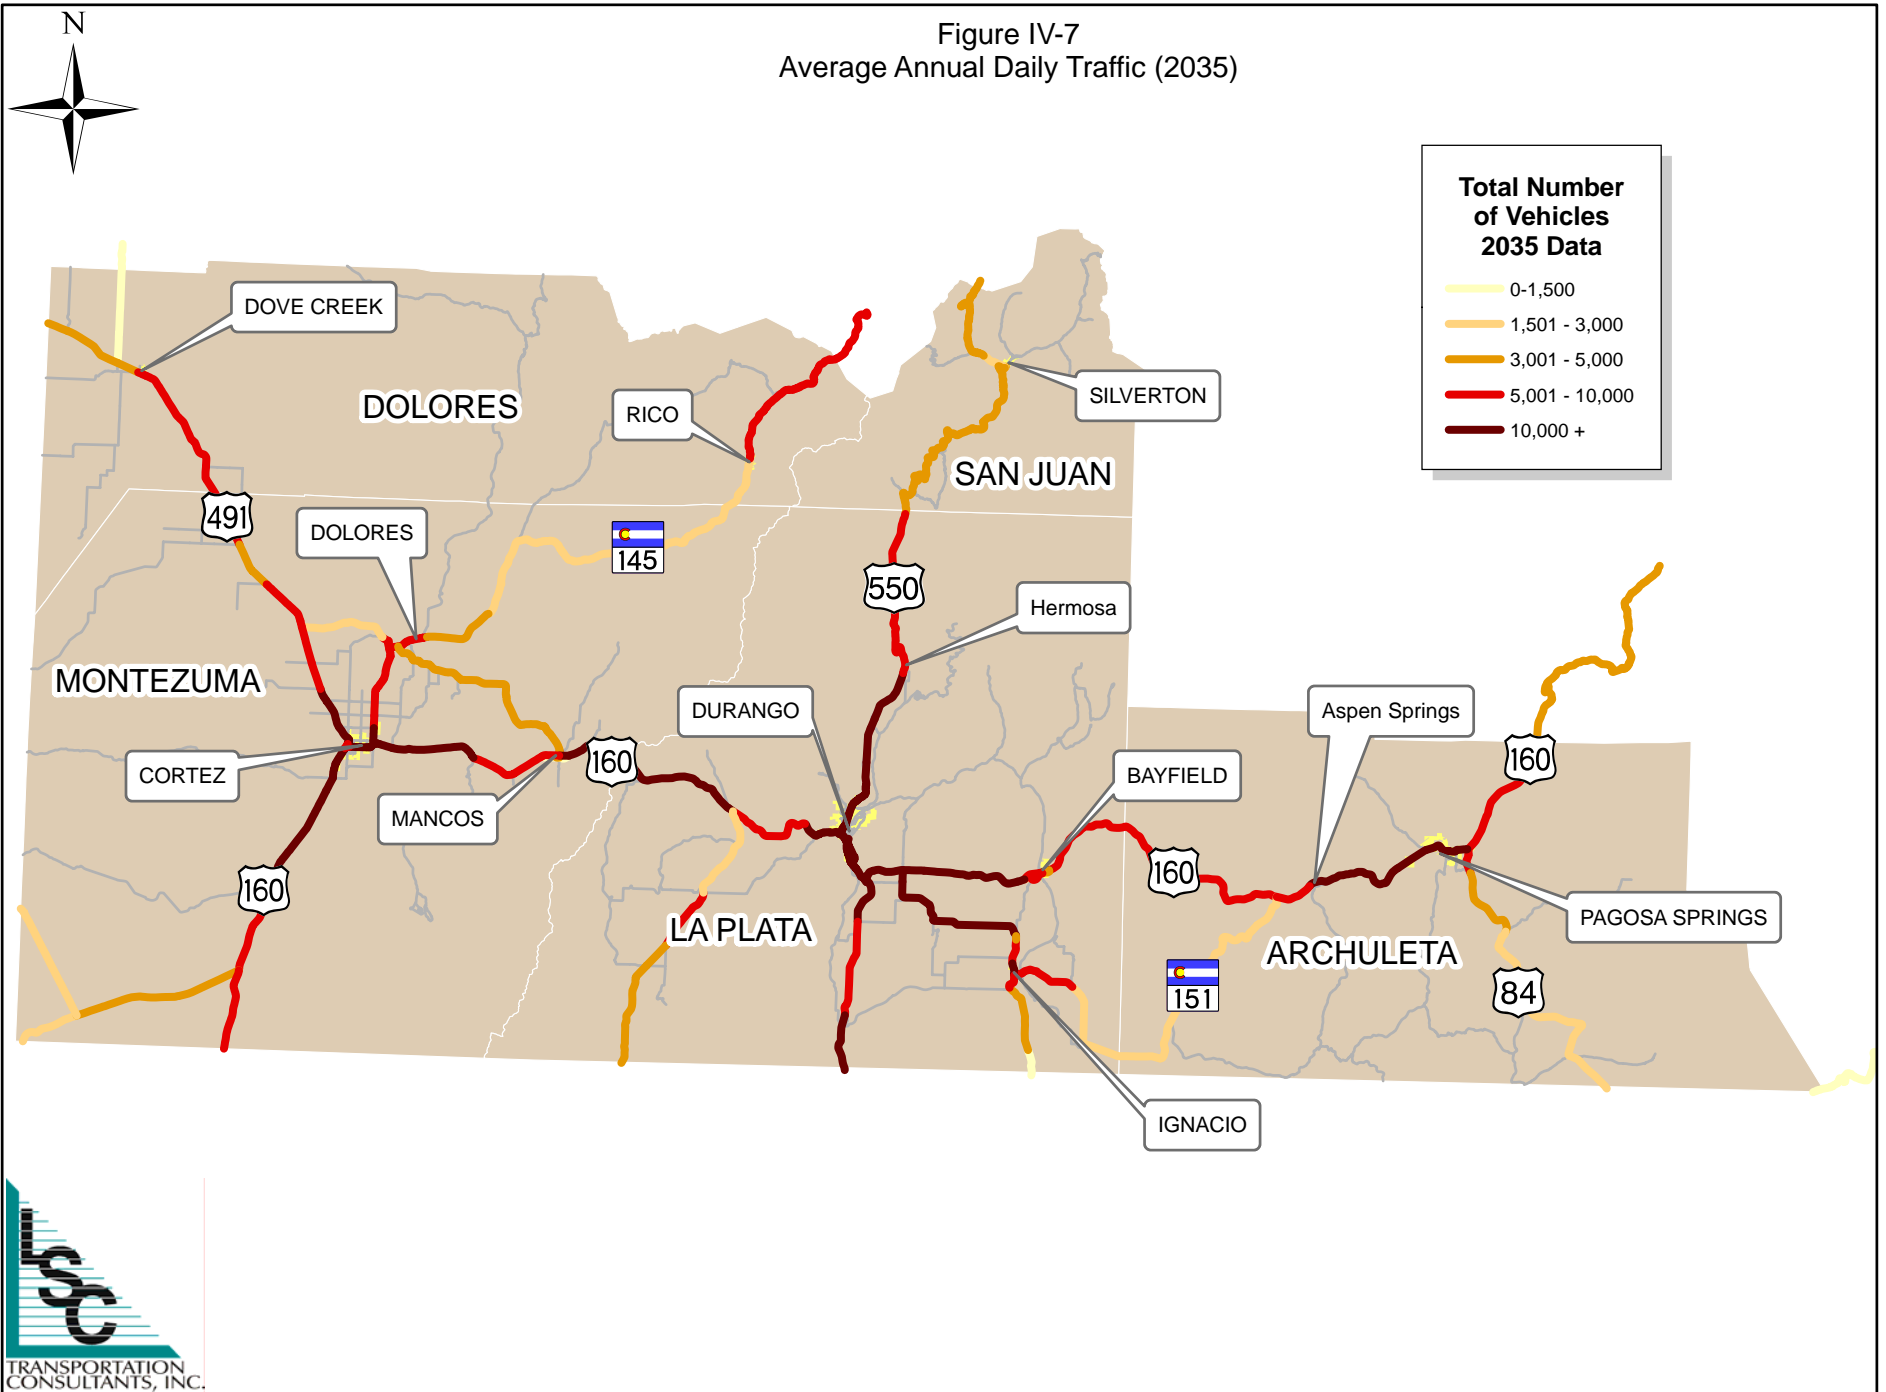 N
Figure IV-7
Average Annual Daily Traffic (2035)
Total Number
of Vehicles
2035 Data
0-1,500
1,501 - 3,000
3,001 - 5,000
5,001 - 10,000
10,000 +
DOVE CREEK
DOLORES
RICO
SILVERTON
SAN JUAN
491
DOLORES
145
550
Hermosa
MONTEZUMA
DURANGO
Aspen Springs
CORTEZ
160
160
BAYFIELD
MANCOS
160
160
LA PLATA
PAGOSA SPRINGS
ARCHULETA
151
84
IGNACIO
LSC
TRANSPORTATION
CONSULTANTS, INC.